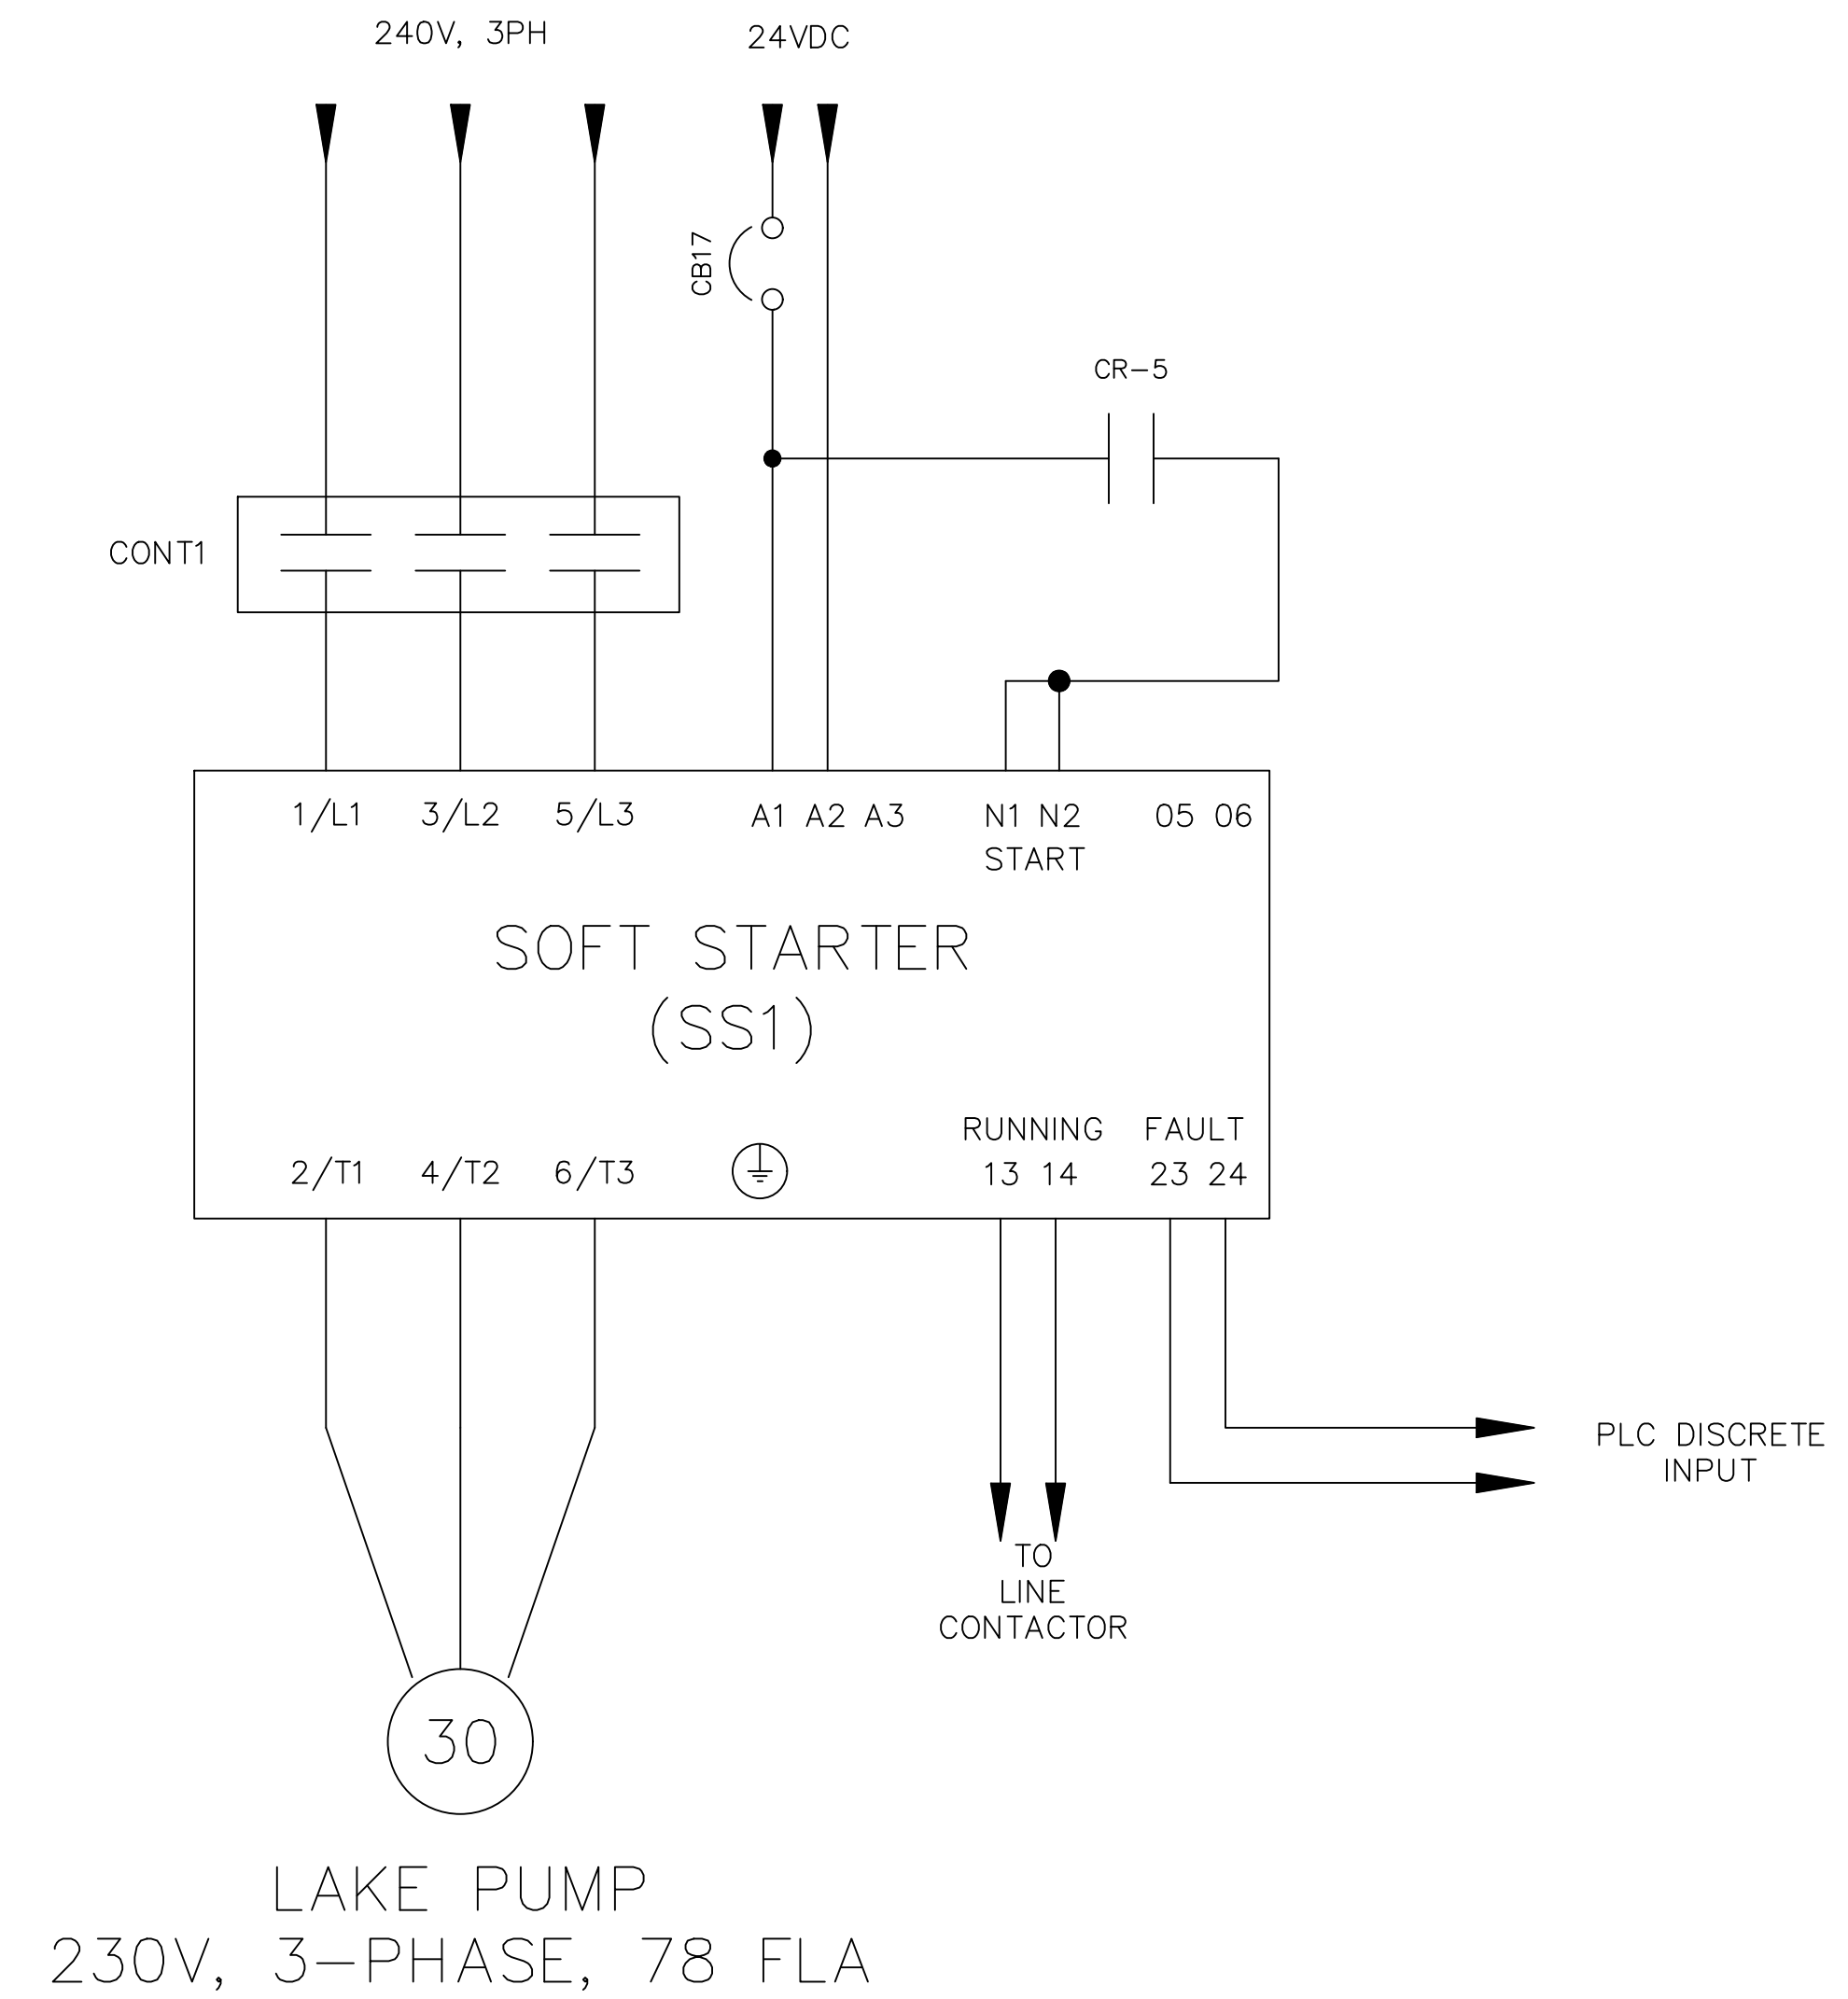 240V, 3PH
24VDC
CB17
CR-5
CONT1
1/L1 3/L2 5/L3 A1 A2 A3 N1 N2 05 06
START
SOFT STARTER
(SS1)
RUNNING FAULT
2/T1 4/T2 6/T3 13 14 23 24
PLC DISCRETE
INPUT
TO
LINE
CONTACTOR
30
LAKE PUMP
230V, 3-PHASE, 78 FLA